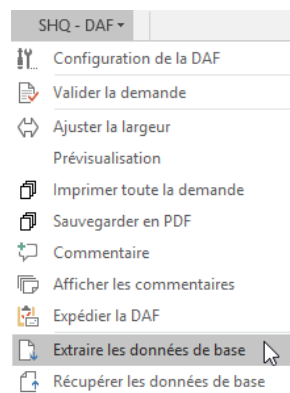 SHQ - DAF
Configuration de la DAF
Valider la demande
Ajuster la largeur
Prévisualisation
Imprimer toute la demande
Sauvegarder en PDF
Commentaire
Afficher les commentaires
Expédier la DAF
Extraire les données de base
Récupérer les données de base